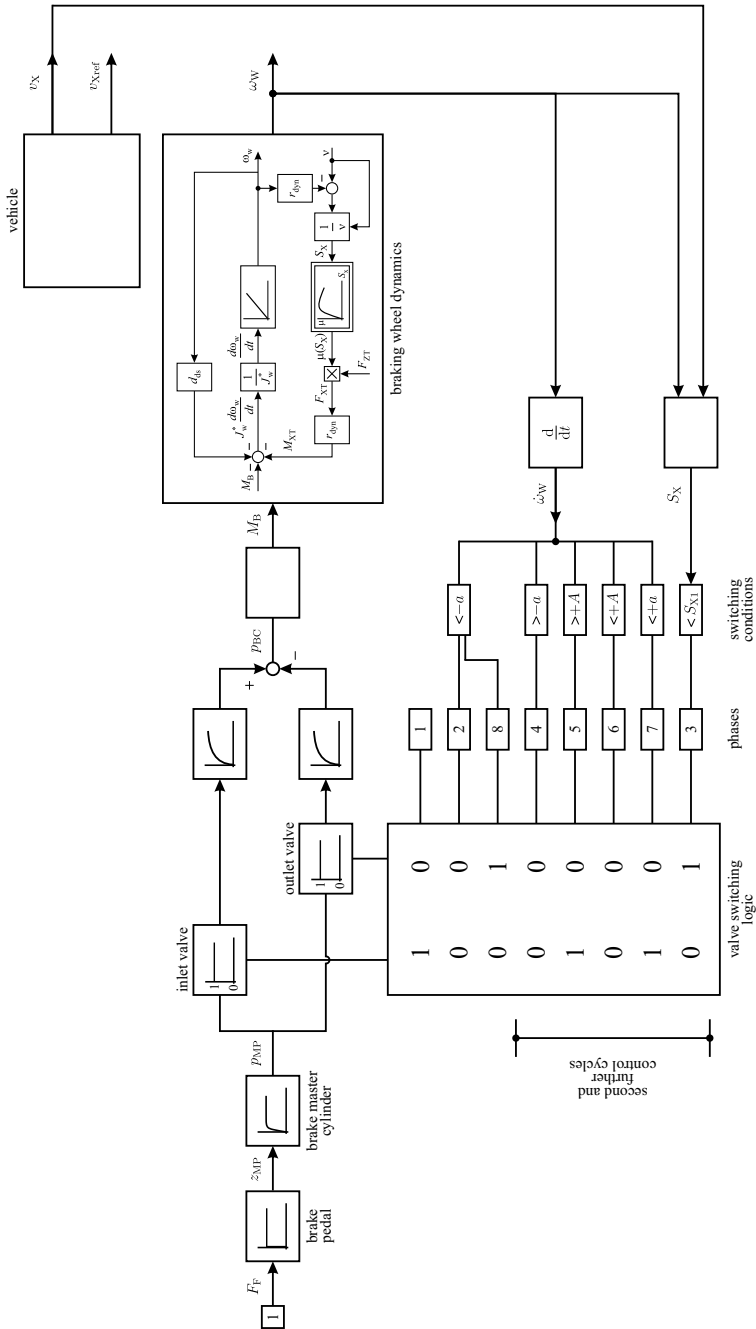 vehicle
v_X
v_Xref
ω_W
braking wheel dynamics
ω_w
d_ds
r_dyn
−
ν
1/ν
S_X
μ
S_x
μ(S_X)
F_XT
F_ZT
r_dyn
M_XT
−
−
−
M_B
J*_w dω_w/dt
1/J*_w
dω_w/dt
M_B
p_BC
+
−
inlet valve
1
0
outlet valve
1
0
p_MP
brake master
cylinder
z_MP
brake
pedal
F_F
1
d/dt
ω̇_W
S_X
<−a
>−a
>+A
<+A
<+a
< S_X1
switching
conditions
1
2
8
4
5
6
7
3
phases
0 0 1 0 0 0 0 1
1 0 0 0 1 0 1 0
valve switching
logic
second and
further
control cycles